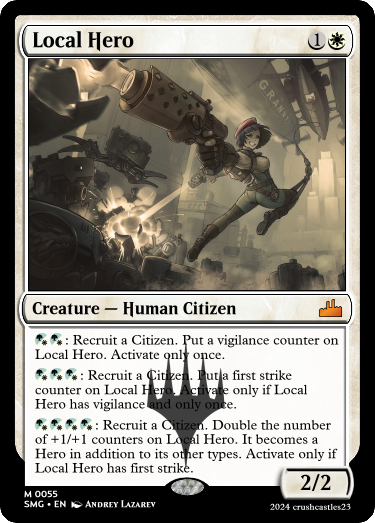 Local Hero 1
GRAND
Creature — Human Citizen
: Recruit a Citizen. Put a vigilance counter on
Local Hero. Activate only once.
: Recruit a Citizen. Put a first strike
counter on Local Hero. Activate only if Local
Hero has vigilance and only once.
: Recruit a Citizen. Double the number
of +1/+1 counters on Local Hero. It becomes a
Hero in addition to its other types. Activate only if
Local Hero has first strike.
2/2
M 0055
SMG • EN Andrey Lazarev
2024 crushcastles23